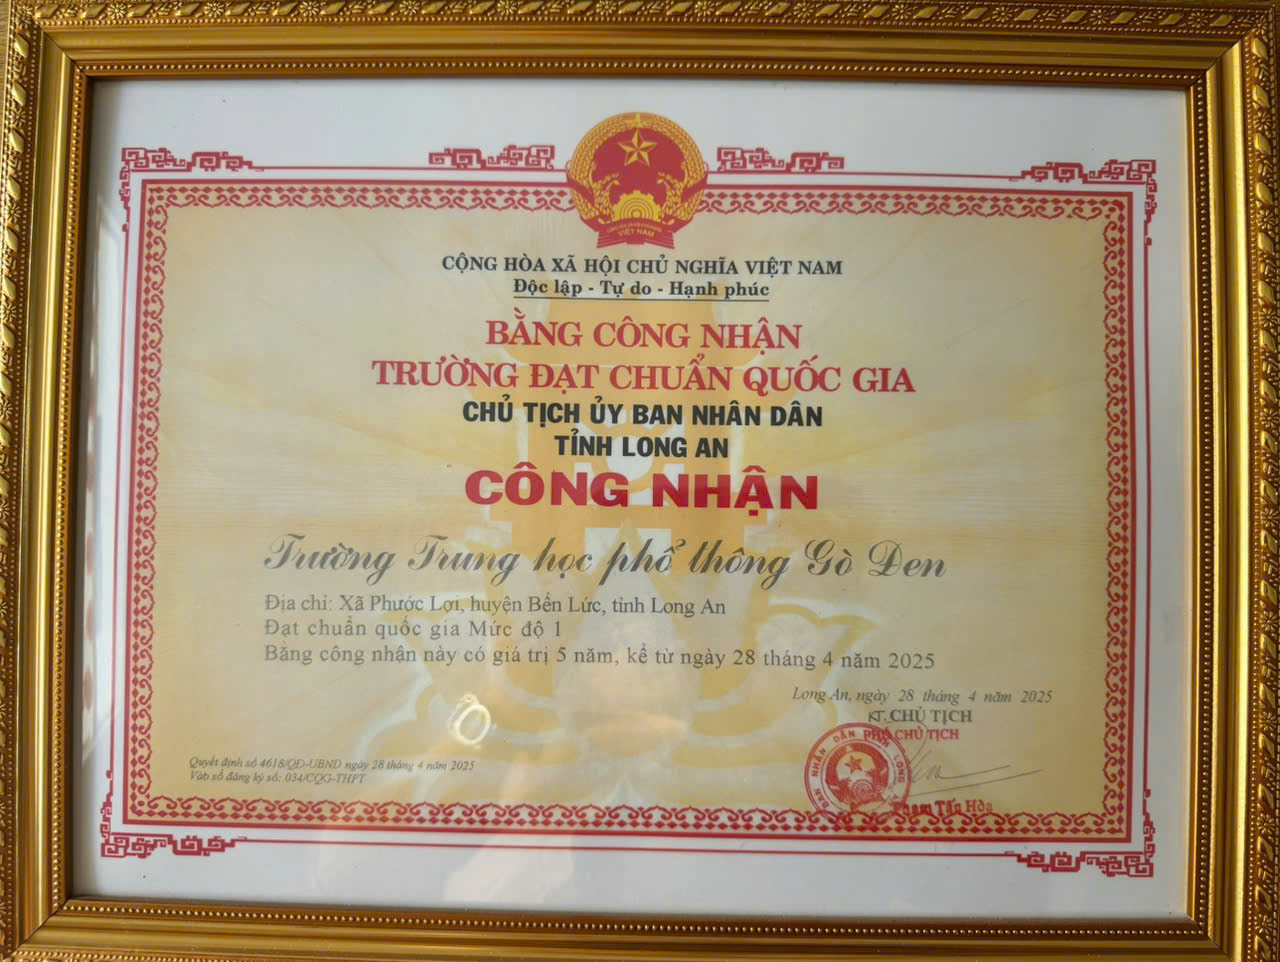 CỘNG HÒA XÃ HỘI CHỦ NGHĨA VIỆT NAM
Độc lập - Tự do - Hạnh phúc
BẰNG CÔNG NHẬN
TRƯỜNG ĐẠT CHUẨN QUỐC GIA
CHỦ TỊCH ỦY BAN NHÂN DÂN
TỈNH LONG AN
CÔNG NHẬN
Trường Trung học phổ thông Gò Đen
Địa chỉ: Xã Phước Lợi, huyện Bến Lức, tỉnh Long An
Đạt chuẩn quốc gia Mức độ 1
Bằng công nhận này có giá trị 5 năm, kể từ ngày 28 tháng 4 năm 2025
Long An, ngày 28 tháng 4 năm 2025
KT. CHỦ TỊCH
PHÓ CHỦ TỊCH
Phạm Tấn Hòa
Quyết định số 4618/QĐ-UBND ngày 28 tháng 4 năm 2025
Vào sổ đăng ký số: 034/CQG-THPT
VIỆT NAM